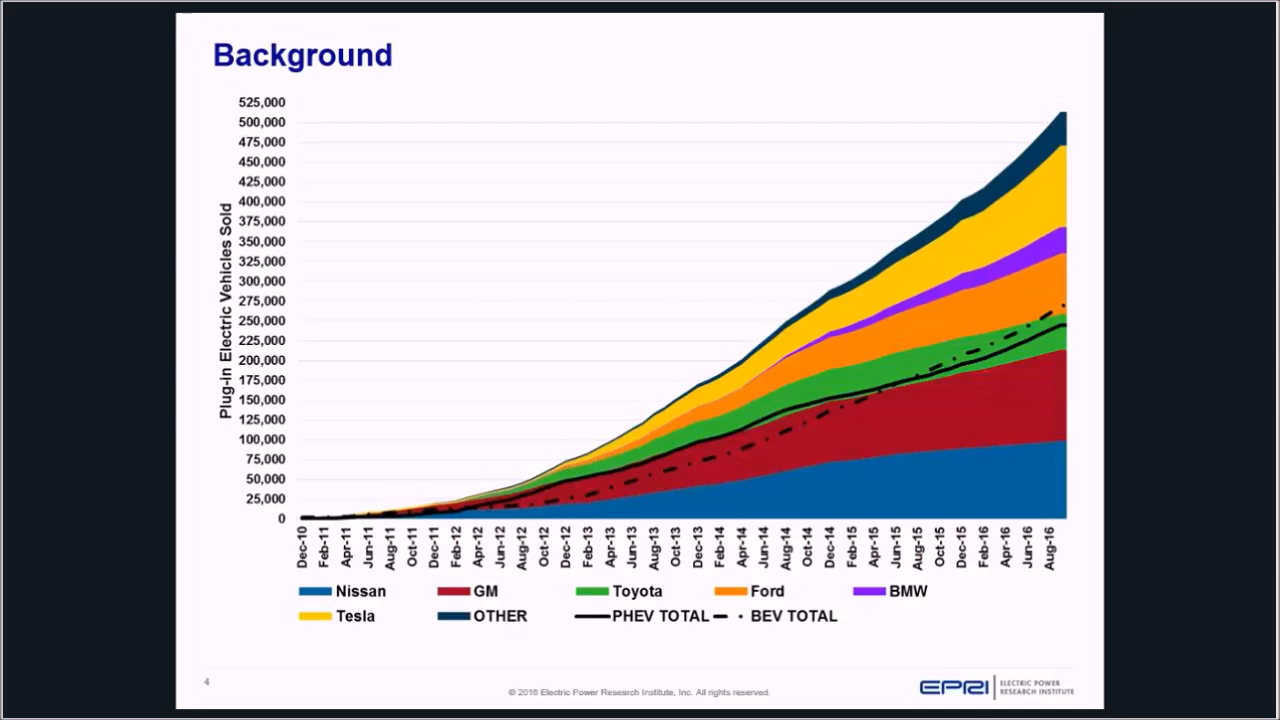 Background
Plug-in Electric Vehicles Sold
525,000
500,000
475,000
450,000
425,000
400,000
375,000
350,000
325,000
300,000
275,000
250,000
225,000
200,000
175,000
150,000
125,000
100,000
75,000
50,000
25,000
0
Dec-10
Feb-11
Apr-11
Jun-11
Aug-11
Oct-11
Dec-11
Feb-12
Apr-12
Jun-12
Aug-12
Oct-12
Dec-12
Feb-13
Apr-13
Jun-13
Aug-13
Oct-13
Dec-13
Feb-14
Apr-14
Jun-14
Aug-14
Oct-14
Dec-14
Feb-15
Apr-15
Jun-15
Aug-15
Oct-15
Dec-15
Feb-16
Apr-16
Jun-16
Aug-16
Nissan GM Toyota Ford BMW
Tesla OTHER PHEV TOTAL BEV TOTAL
4
© 2016 Electric Power Research Institute, Inc. All rights reserved.
EPRI
ELECTRIC POWER
RESEARCH INSTITUTE